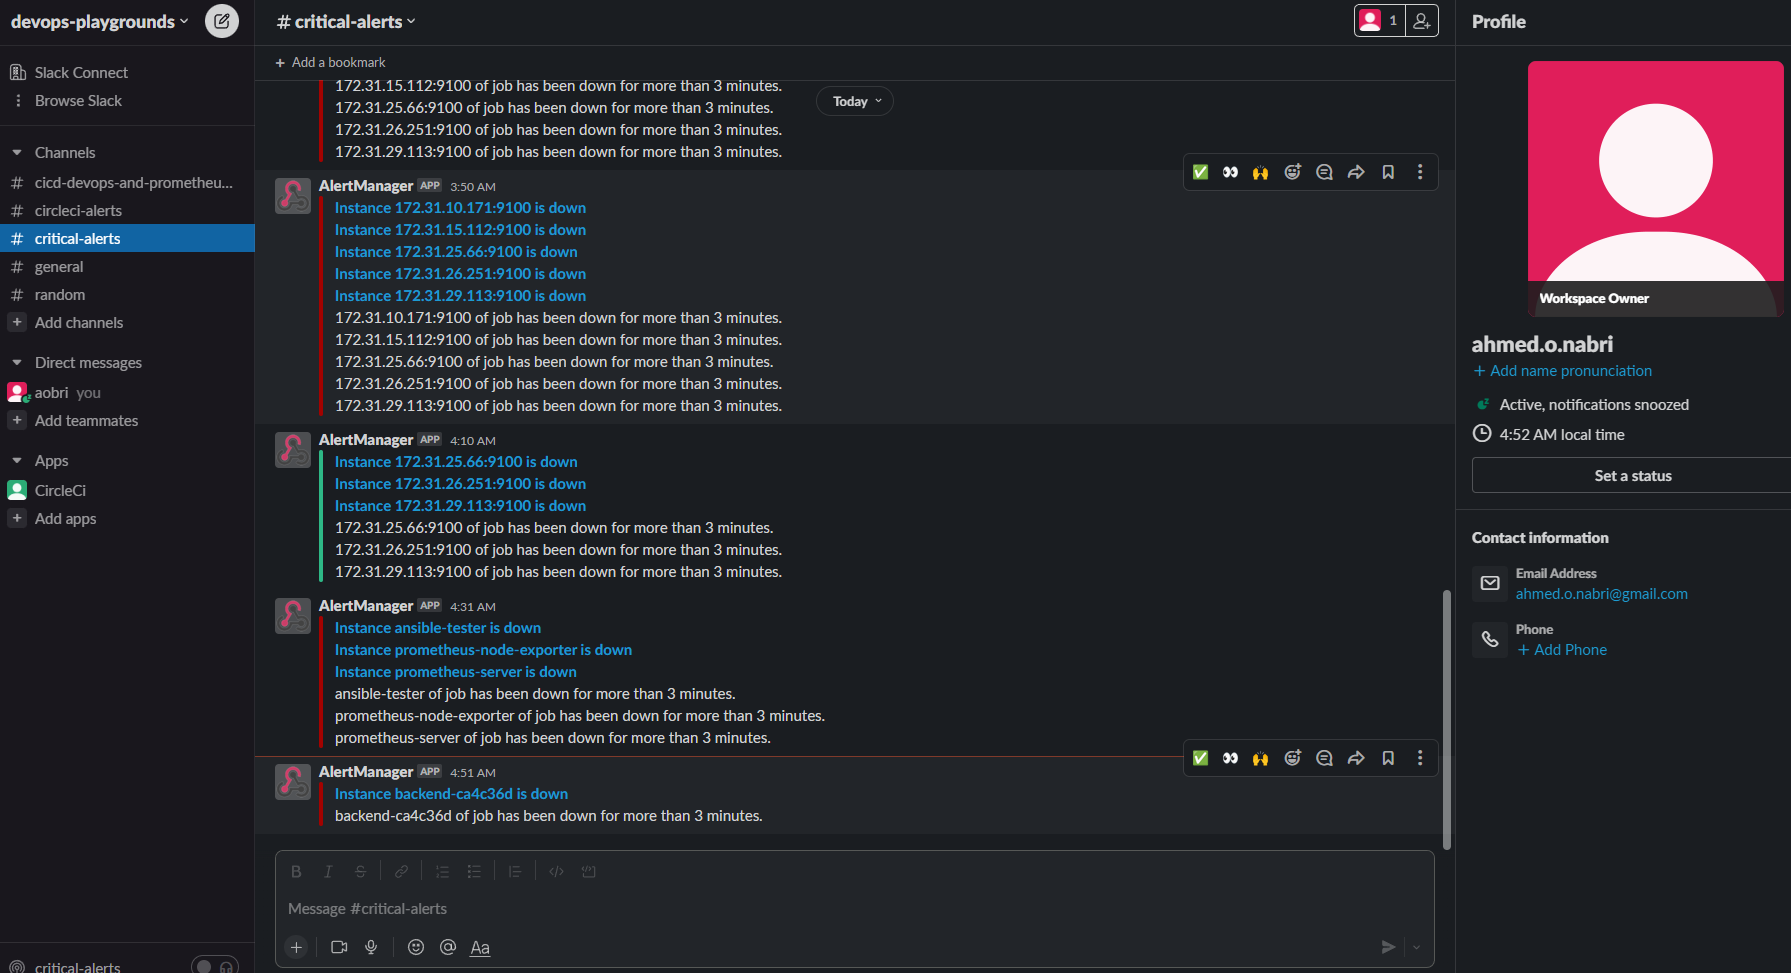 devops-playgrounds
Slack Connect
Browse Slack
Channels
# cicd-devops-and-prometheu...
# circleci-alerts
# critical-alerts
# general
# random
+ Add channels
Direct messages
aobri you
+ Add teammates
Apps
CircleCi
+ Add apps
critical-alerts
# critical-alerts
1
+ Add a bookmark
Today
172.31.15.112:9100 of job has been down for more than 3 minutes.
172.31.25.66:9100 of job has been down for more than 3 minutes.
172.31.26.251:9100 of job has been down for more than 3 minutes.
172.31.29.113:9100 of job has been down for more than 3 minutes.
AlertManager APP 3:50 AM
Instance 172.31.10.171:9100 is down
Instance 172.31.15.112:9100 is down
Instance 172.31.25.66:9100 is down
Instance 172.31.26.251:9100 is down
Instance 172.31.29.113:9100 is down
172.31.10.171:9100 of job has been down for more than 3 minutes.
172.31.15.112:9100 of job has been down for more than 3 minutes.
172.31.25.66:9100 of job has been down for more than 3 minutes.
172.31.26.251:9100 of job has been down for more than 3 minutes.
172.31.29.113:9100 of job has been down for more than 3 minutes.
AlertManager APP 4:10 AM
Instance 172.31.25.66:9100 is down
Instance 172.31.26.251:9100 is down
Instance 172.31.29.113:9100 is down
172.31.25.66:9100 of job has been down for more than 3 minutes.
172.31.26.251:9100 of job has been down for more than 3 minutes.
172.31.29.113:9100 of job has been down for more than 3 minutes.
AlertManager APP 4:31 AM
Instance ansible-tester is down
Instance prometheus-node-exporter is down
Instance prometheus-server is down
ansible-tester of job has been down for more than 3 minutes.
prometheus-node-exporter of job has been down for more than 3 minutes.
prometheus-server of job has been down for more than 3 minutes.
AlertManager APP 4:51 AM
Instance backend-ca4c36d is down
backend-ca4c36d of job has been down for more than 3 minutes.
B I S
Message #critical-alerts
+ @ Aa
Profile
Workspace Owner
ahmed.o.nabri
+ Add name pronunciation
Active, notifications snoozed
4:52 AM local time
Set a status
Contact information
Email Address
ahmed.o.nabri@gmail.com
Phone
+ Add Phone